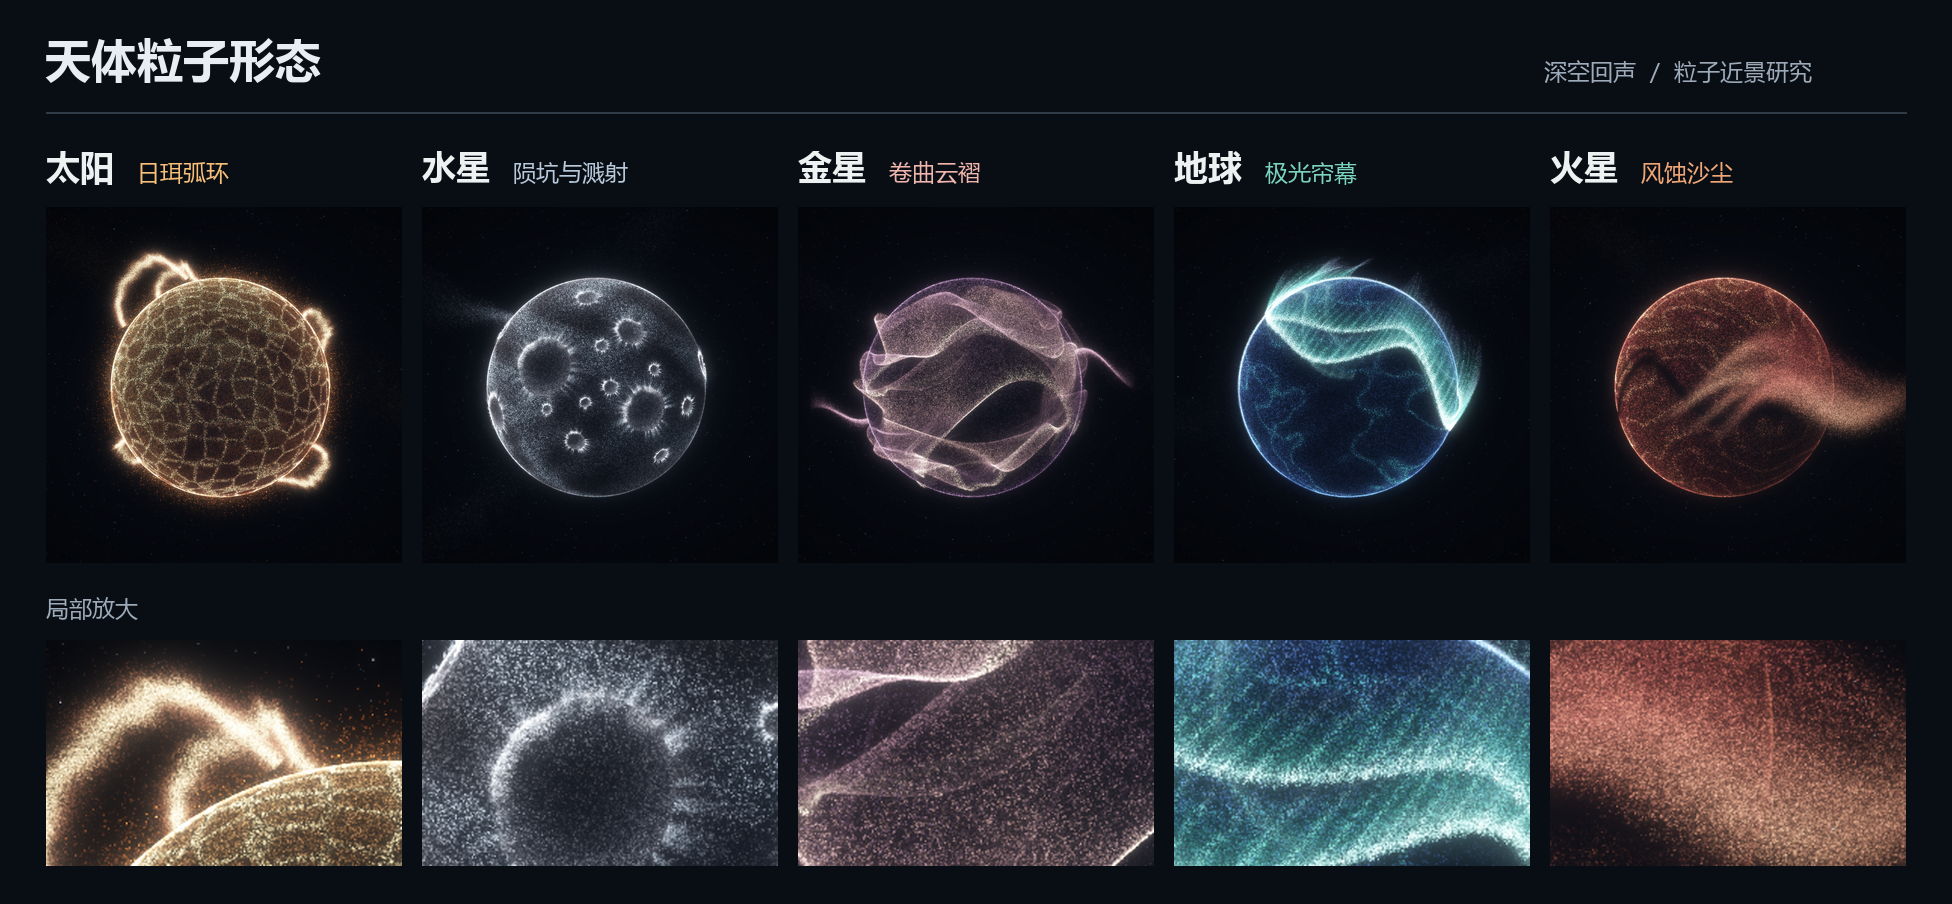 天体粒子形态
深空回声 / 粒子近景研究
太阳 日珥弧环
水星 陨坑与溅射
金星 卷曲云褶
地球 极光帘幕
火星 风蚀沙尘
局部放大